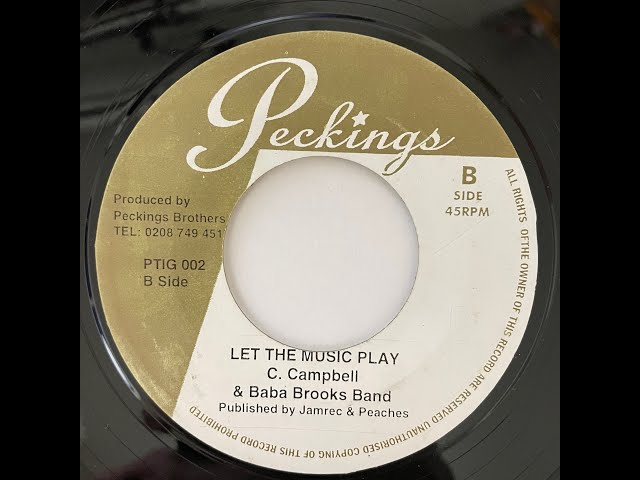 Peckings
B
SIDE
45RPM
Produced by
Peckings Brothers
TEL: 0208 749 451
PTIG 002
B Side
LET THE MUSIC PLAY
C. Campbell
& Baba Brooks Band
Published by Jamrec & Peaches
ALL RIGHTS OFTHE OWNER OF THIS RECORD ARE RESERVED UNAUTHORISED COPYING OF THIS RECORD PROHIBITED